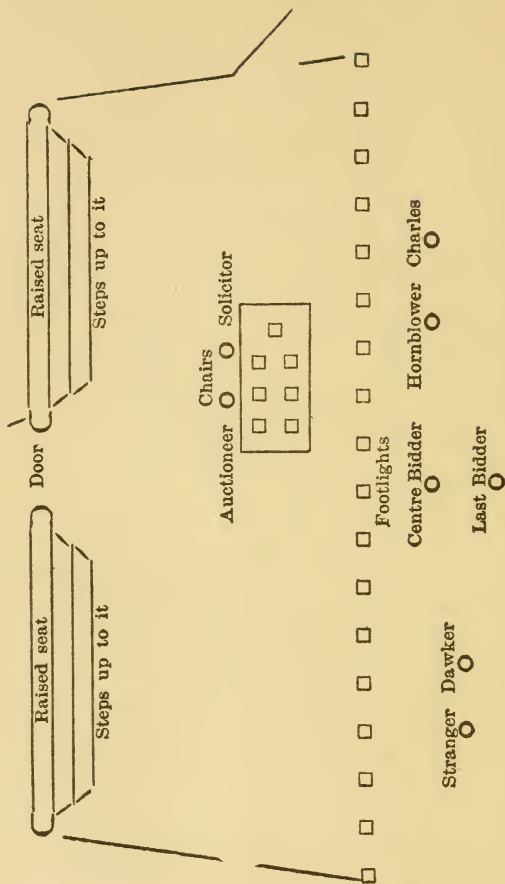 Raised seat
Door
Raised seat
Steps up to it
Steps up to it
Chairs
Auctioneer
Solicitor
Footlights
Centre Bidder
Hornblower
Charles
Stranger
Dawker
Last Bidder